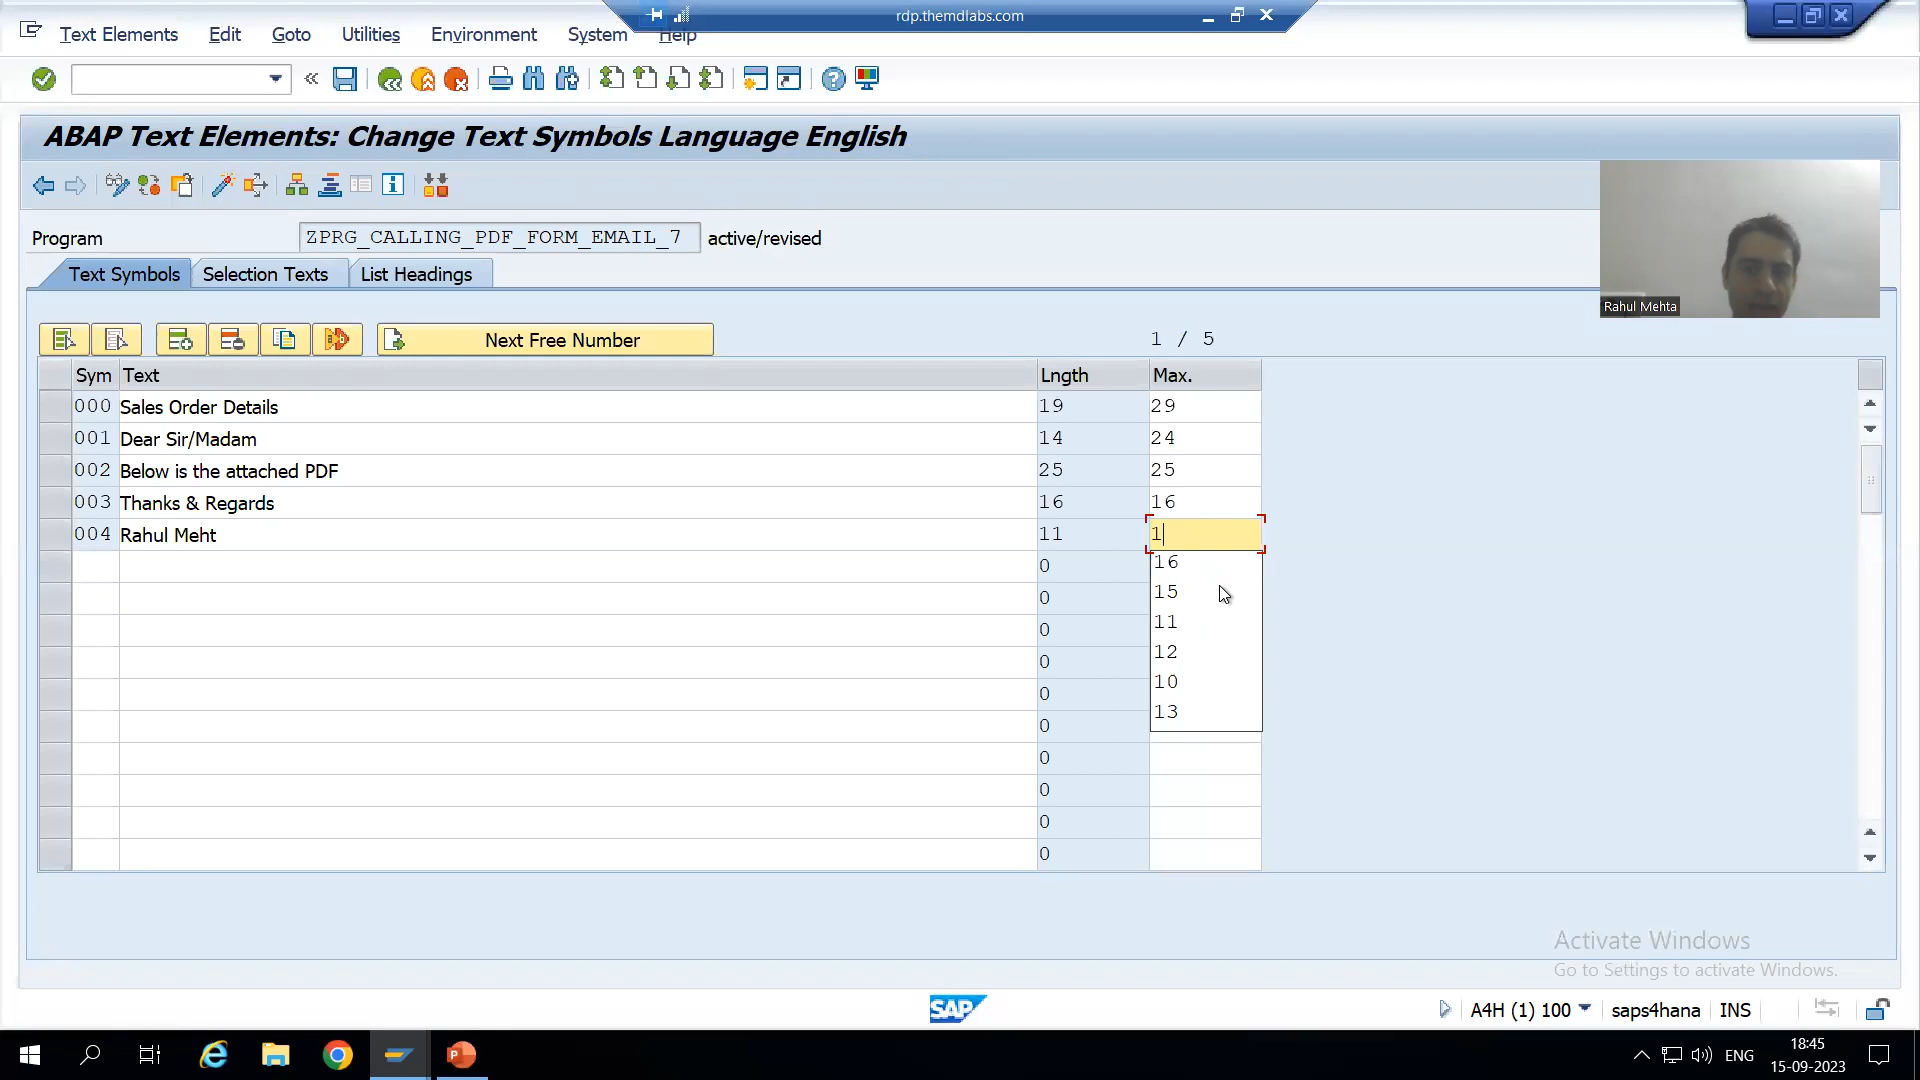 rdp.themdlabs.com
Text Elements Edit Goto Utilities Environment System Help
ABAP Text Elements: Change Text Symbols Language English
Program ZPRG_CALLING_PDF_FORM_EMAIL_7 active/revised
Rahul Mehta
Text Symbols Selection Texts List Headings
Next Free Number 1 / 5
Sym Text Lngth Max.
000 Sales Order Details 19 29
001 Dear Sir/Madam 14 24
002 Below is the attached PDF 25 25
003 Thanks & Regards 16 16
004 Rahul Meht 11 1
0 16
0 15
0 11
0 12
0 10
0 13
0
0
0
0
Activate Windows
Go to Settings to activate Windows.
SAP A4H (1) 100 saps4hana INS
ENG 18:45
15-09-2023